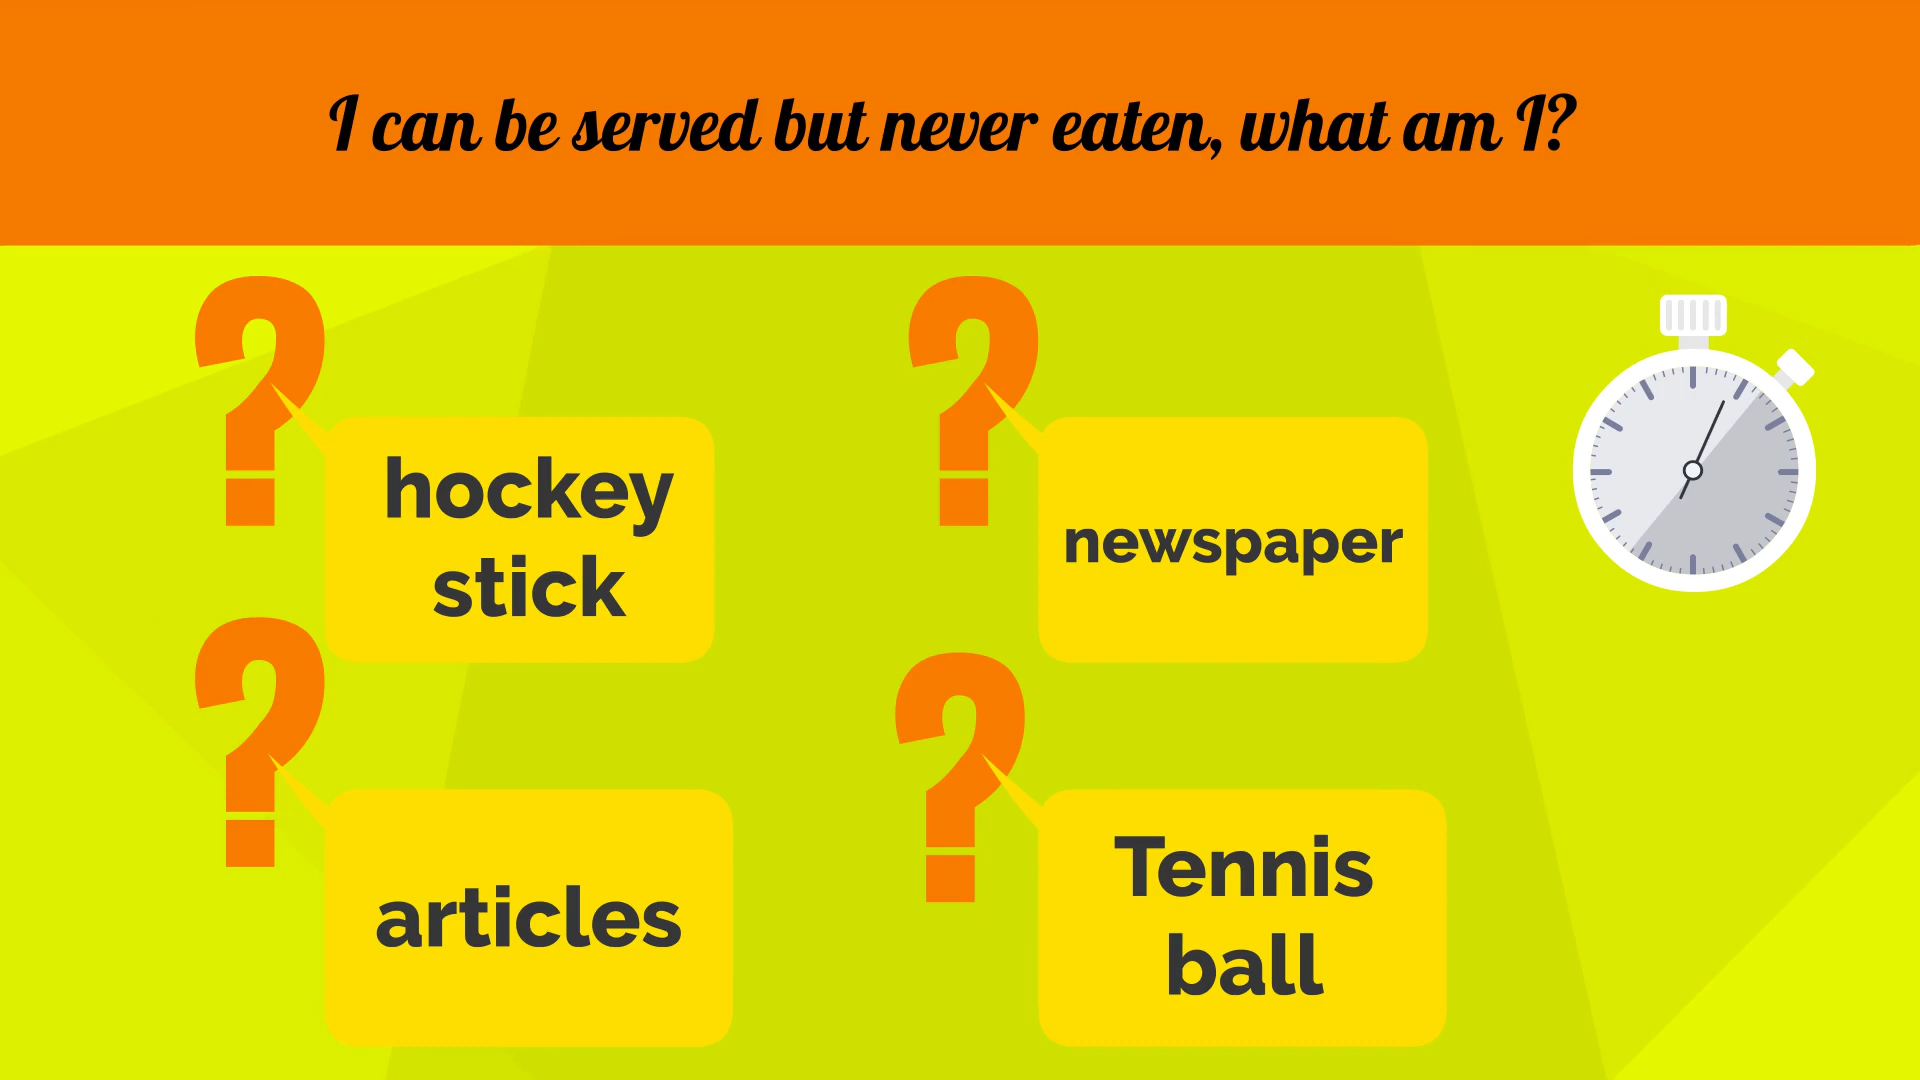 I can be served but never eaten, what am I?
hockey
stick
newspaper
articles
Tennis
ball